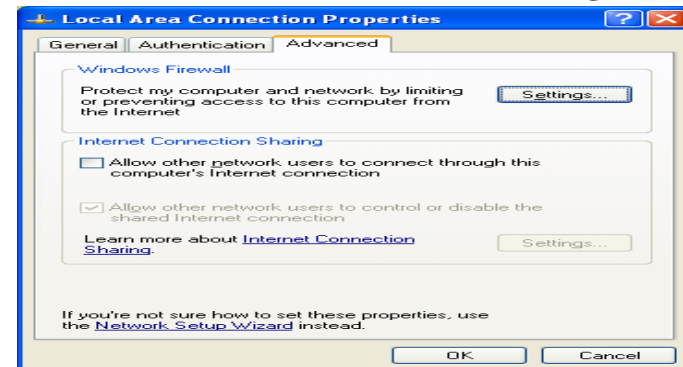 Local Area Connection Properties
General Authentication Advanced
Windows Firewall
Protect my computer and network by limiting
or preventing access to this computer from
the Internet
Settings...
Internet Connection Sharing
Allow other network users to connect through this
computer's Internet connection
Allow other network users to control or disable the
shared Internet connection
Learn more about Internet Connection
Sharing.
Settings...
If you're not sure how to set these properties, use
the Network Setup Wizard instead.
OK Cancel